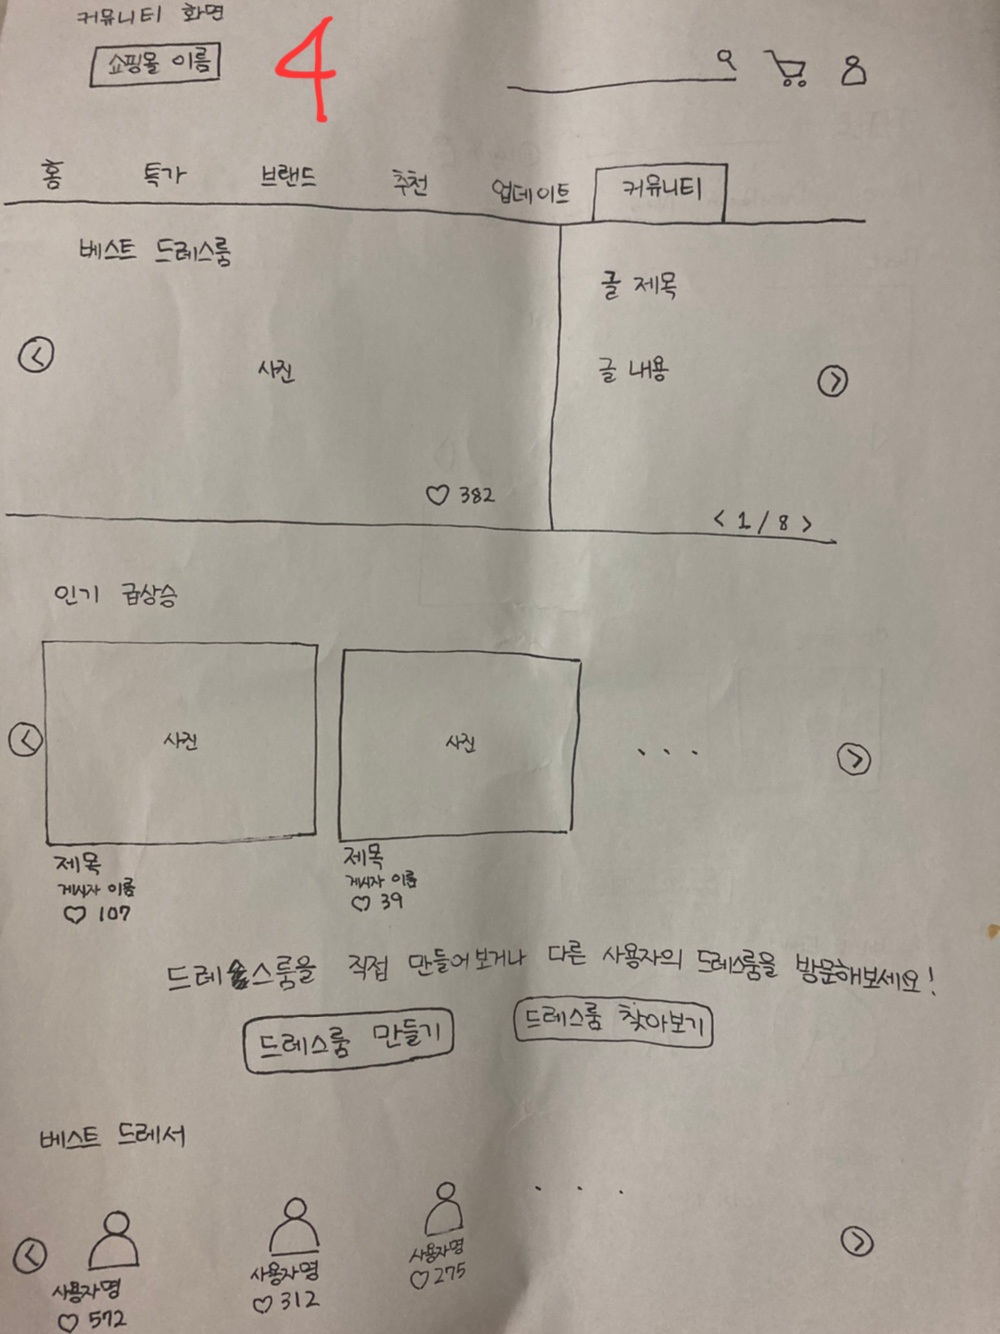 커뮤니티 화면
쇼핑몰 이름
4
홈 특가 브랜드 추천 업데이트 커뮤니티
베스트 드레스룸
글 제목
사진
글 내용
♡ 382
< 1 / 8 >
인기 급상승
사진 사진 . . .
제목 제목
게시자 이름 게시자 이름
♡ 107 ♡ 39
드레스룸을 직접 만들어보거나 다른 사용자의 드레스룸을 방문해보세요!
드레스룸 만들기 드레스룸 찾아보기
베스트 드레서
. . .
사용자명 사용자명 사용자명
♡ 572 ♡ 312 ♡ 275